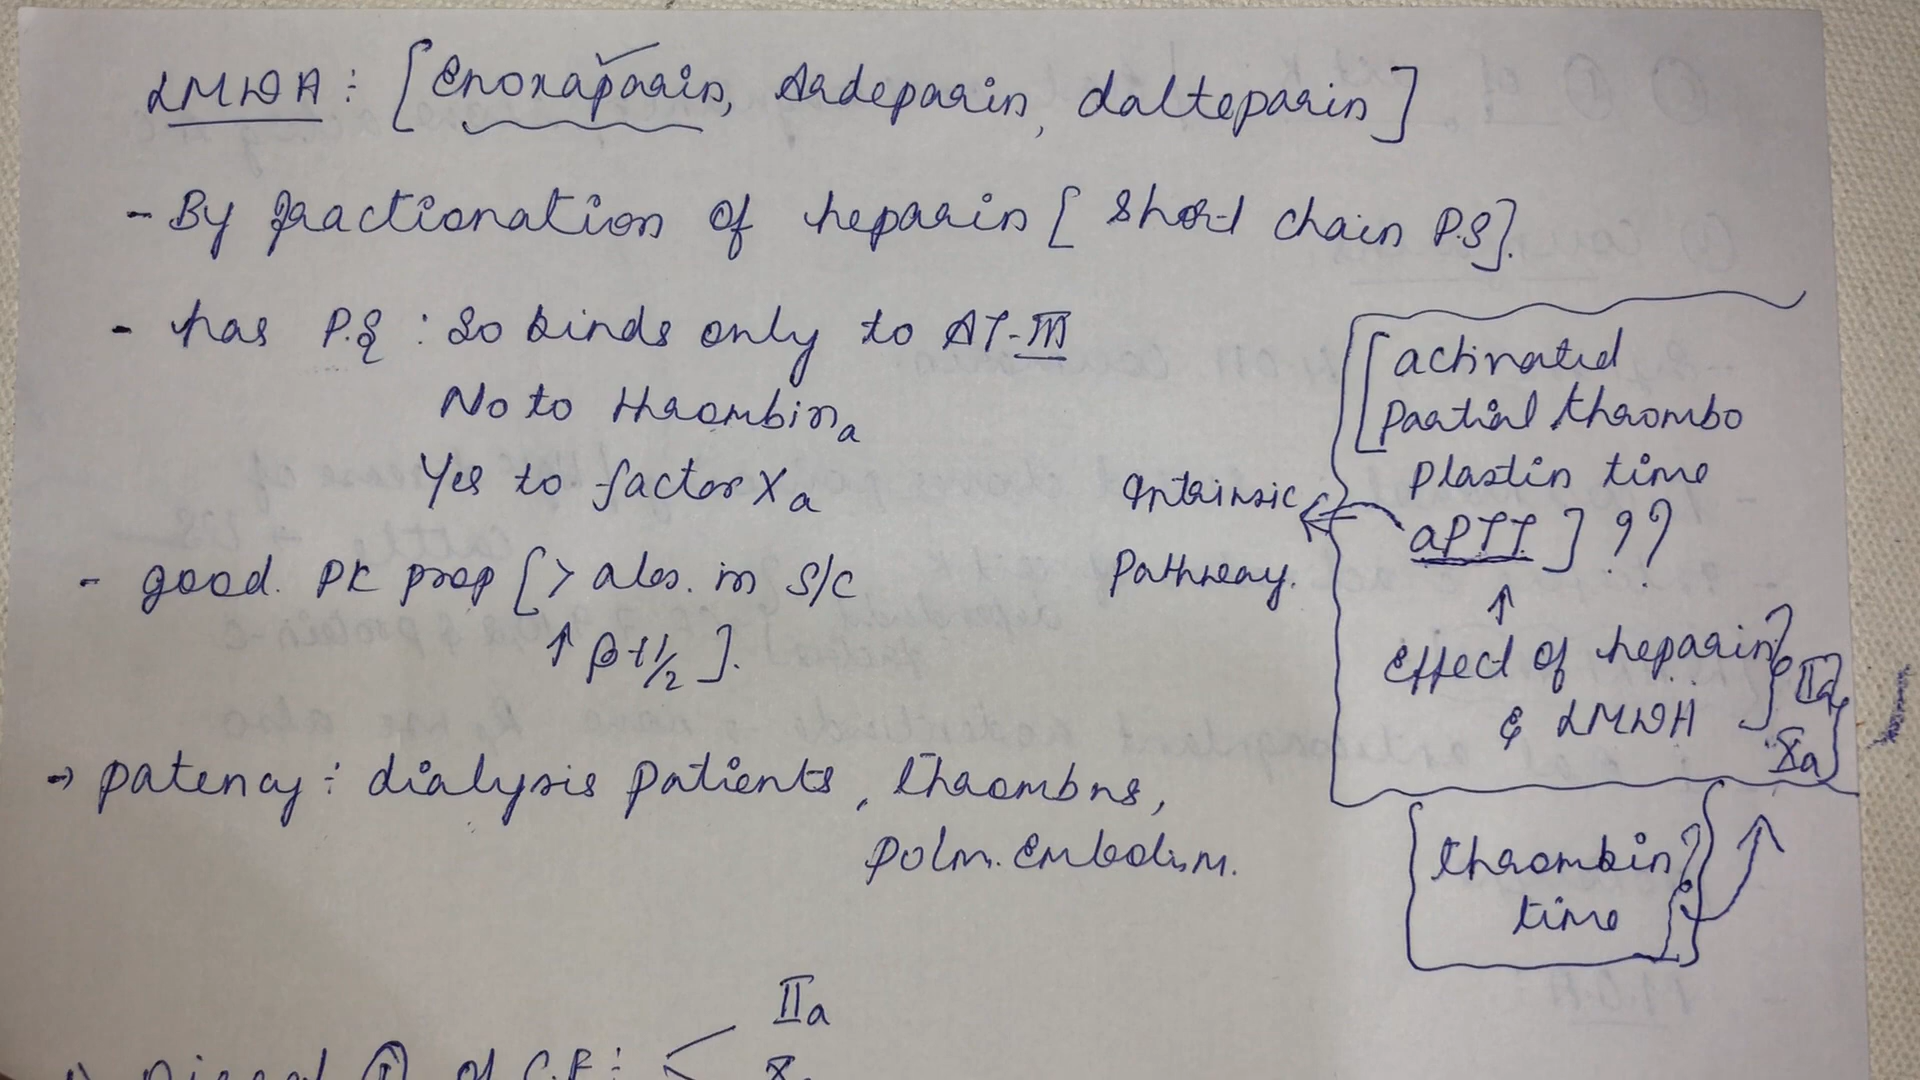 LMWH : [Enoxaparin, Ardeparin, dalteparin]
- By fractionation of heparin [ short chain P.S].
- has P.S : So binds only to AT-III
No to thrombin a
Yes to factor Xa
- good. PK prop [> abs. in S/C
↑ β t1/2 ].
→ Patency : dialysis patients, thrombus,
Pulm. Embolism.
[activated
Partial thrombo
Plastin time
aPTT ] ??
Intrinsic
Pathway.
↑
Effect of heparin
& LMWH
IIa
Xa
thrombin
time
IIa
Direct of C.F :